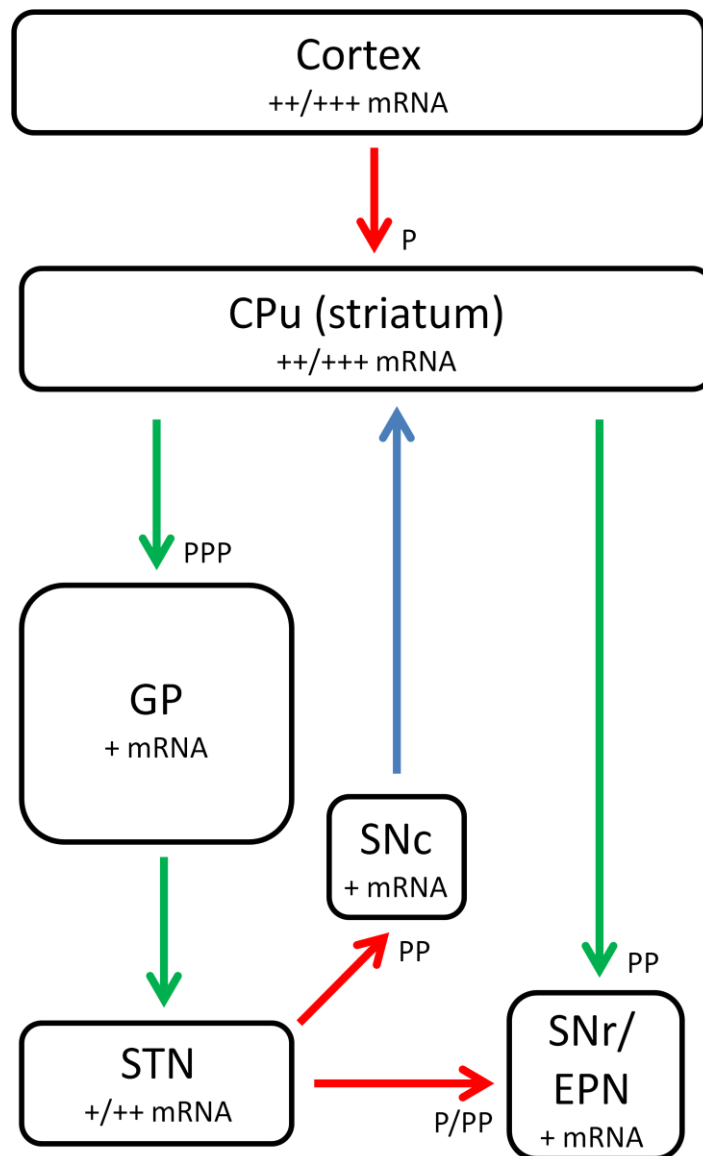 Cortex
++/+++ mRNA
P
CPu (striatum)
++/+++ mRNA
PPP
GP
+ mRNA
SNc
+ mRNA
PP
PP
STN
+/++ mRNA
P/PP
SNr/
EPN
+ mRNA